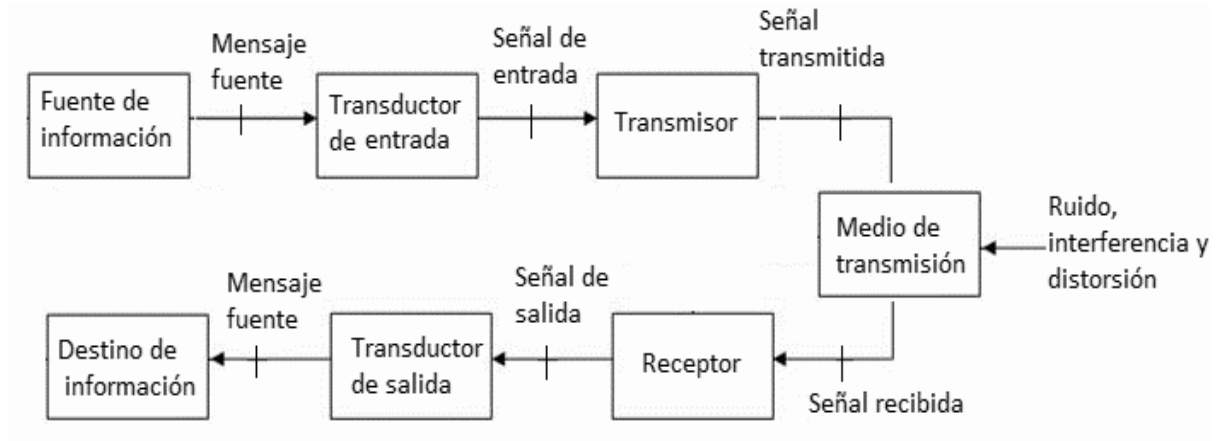 Fuente de
información
Mensaje
fuente
Transductor
de entrada
Señal de
entrada
Transmisor
Señal
transmitida
Medio de
transmisión
Ruido,
interferencia y
distorsión
Señal recibida
Receptor
Señal de
salida
Transductor
de salida
Mensaje
fuente
Destino de
información